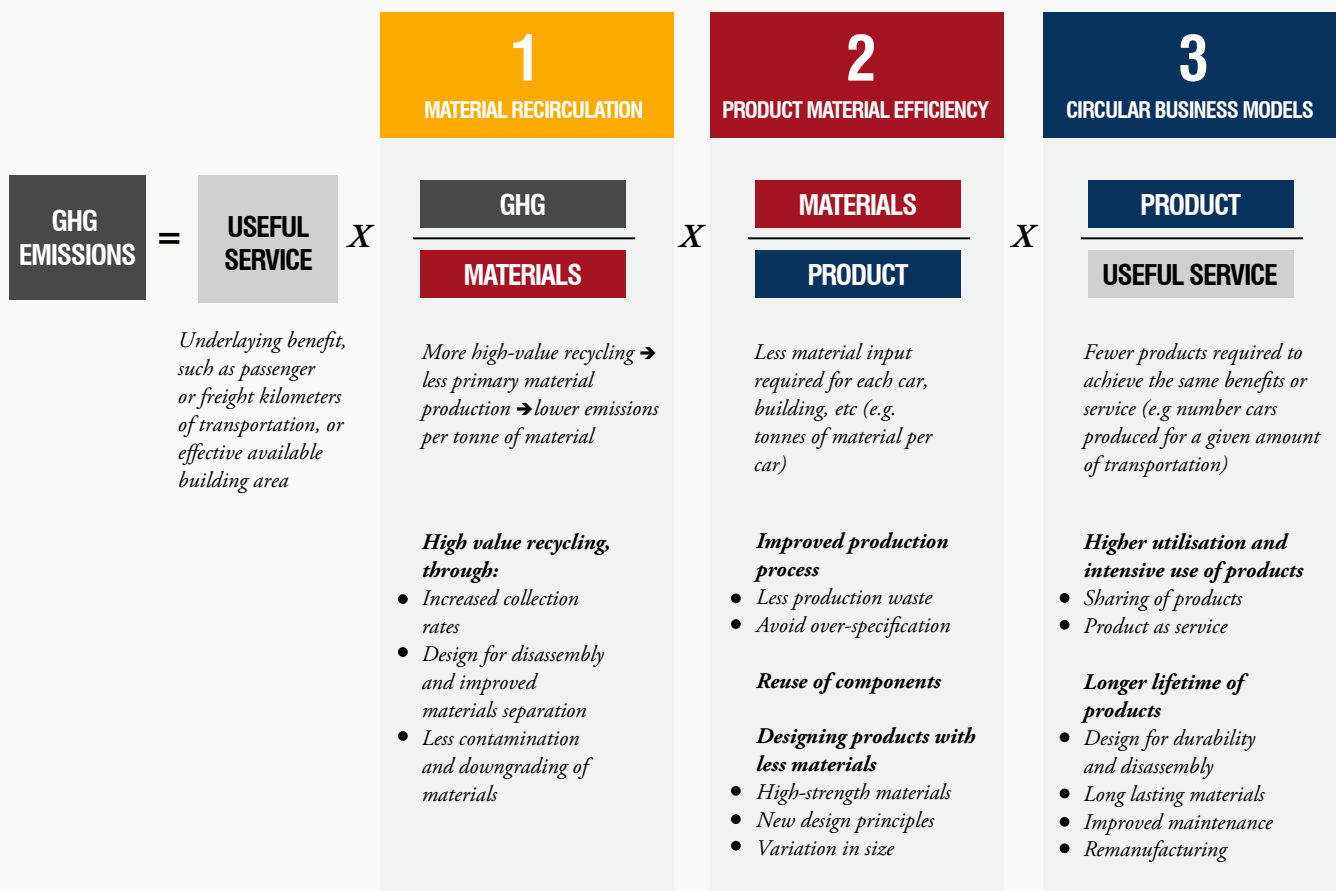 1
MATERIAL RECIRCULATION
2
PRODUCT MATERIAL EFFICIENCY
3
CIRCULAR BUSINESS MODELS
GHG
EMISSIONS
=
USEFUL
SERVICE
X
GHG
MATERIALS
X
MATERIALS
PRODUCT
X
PRODUCT
USEFUL SERVICE
Underlaying benefit,
such as passenger
or freight kilometers
of transportation, or
effective available
building area
More high-value recycling ➔
less primary material
production ➔ lower emissions
per tonne of material
High value recycling,
through:
● Increased collection
rates
● Design for disassembly
and improved
materials separation
● Less contamination
and downgrading of
materials
Less material input
required for each car,
building, etc (e.g.
tonnes of material per
car)
Improved production
process
● Less production waste
● Avoid over-specification
Reuse of components
Designing products with
less materials
● High-strength materials
● New design principles
● Variation in size
Fewer products required to
achieve the same benefits or
service (e.g number cars
produced for a given amount
of transportation)
Higher utilisation and
intensive use of products
● Sharing of products
● Product as service
Longer lifetime of
products
● Design for durability
and disassembly
● Long lasting materials
● Improved maintenance
● Remanufacturing